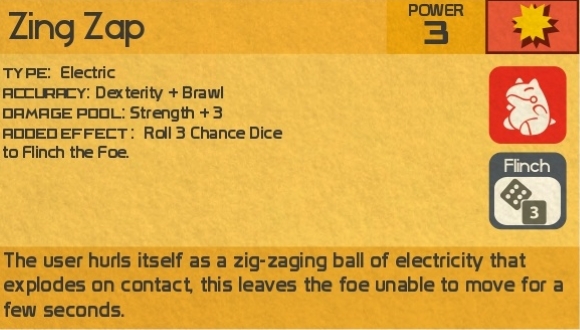 Zing Zap
POWER
3
TYPE: Electric
ACCURACY: Dexterity + Brawl
DAMAGE POOL: Strength + 3
ADDED EFFECT: Roll 3 Chance Dice
to Flinch the Foe.
Flinch
3
The user hurls itself as a zig-zaging ball of electricity that
explodes on contact, this leaves the foe unable to move for a
few seconds.